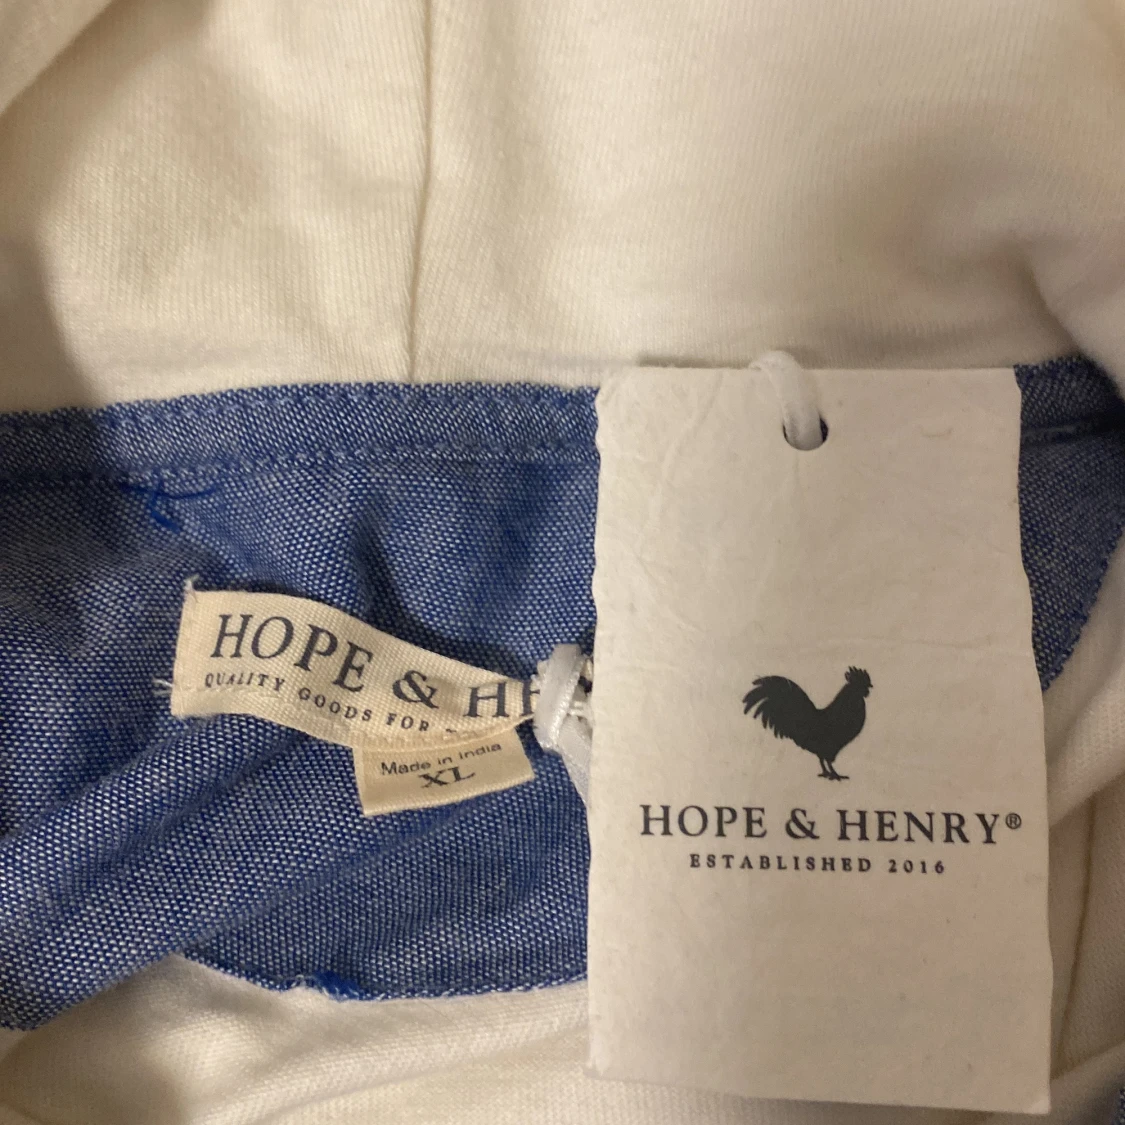 HOPE & HE
QUALITY GOODS FOR
Made in India
XL
HOPE & HENRY®
ESTABLISHED 2016